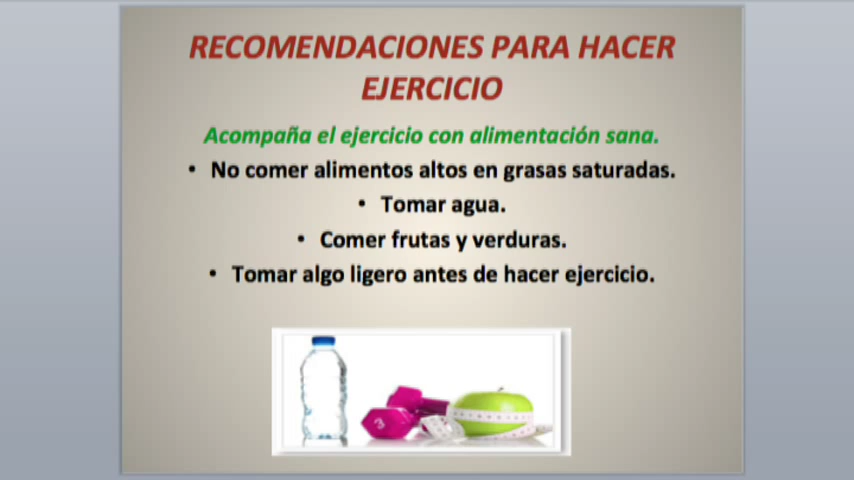 RECOMENDACIONES PARA HACER
EJERCICIO
Acompaña el ejercicio con alimentación sana.
• No comer alimentos altos en grasas saturadas.
• Tomar agua.
• Comer frutas y verduras.
• Tomar algo ligero antes de hacer ejercicio.
3